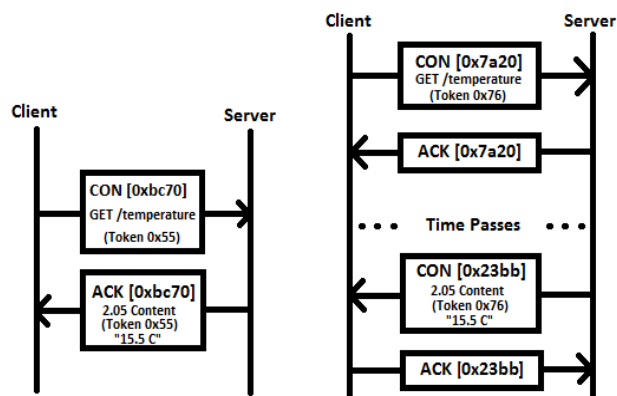 Client
Server
CON [0xbc70]
GET /temperature
(Token 0x55)
ACK [0xbc70]
2.05 Content
(Token 0x55)
"15.5 C"
Client
Server
CON [0x7a20]
GET /temperature
(Token 0x76)
ACK [0x7a20]
Time Passes
CON [0x23bb]
2.05 Content
(Token 0x76)
"15.5 C"
ACK [0x23bb]